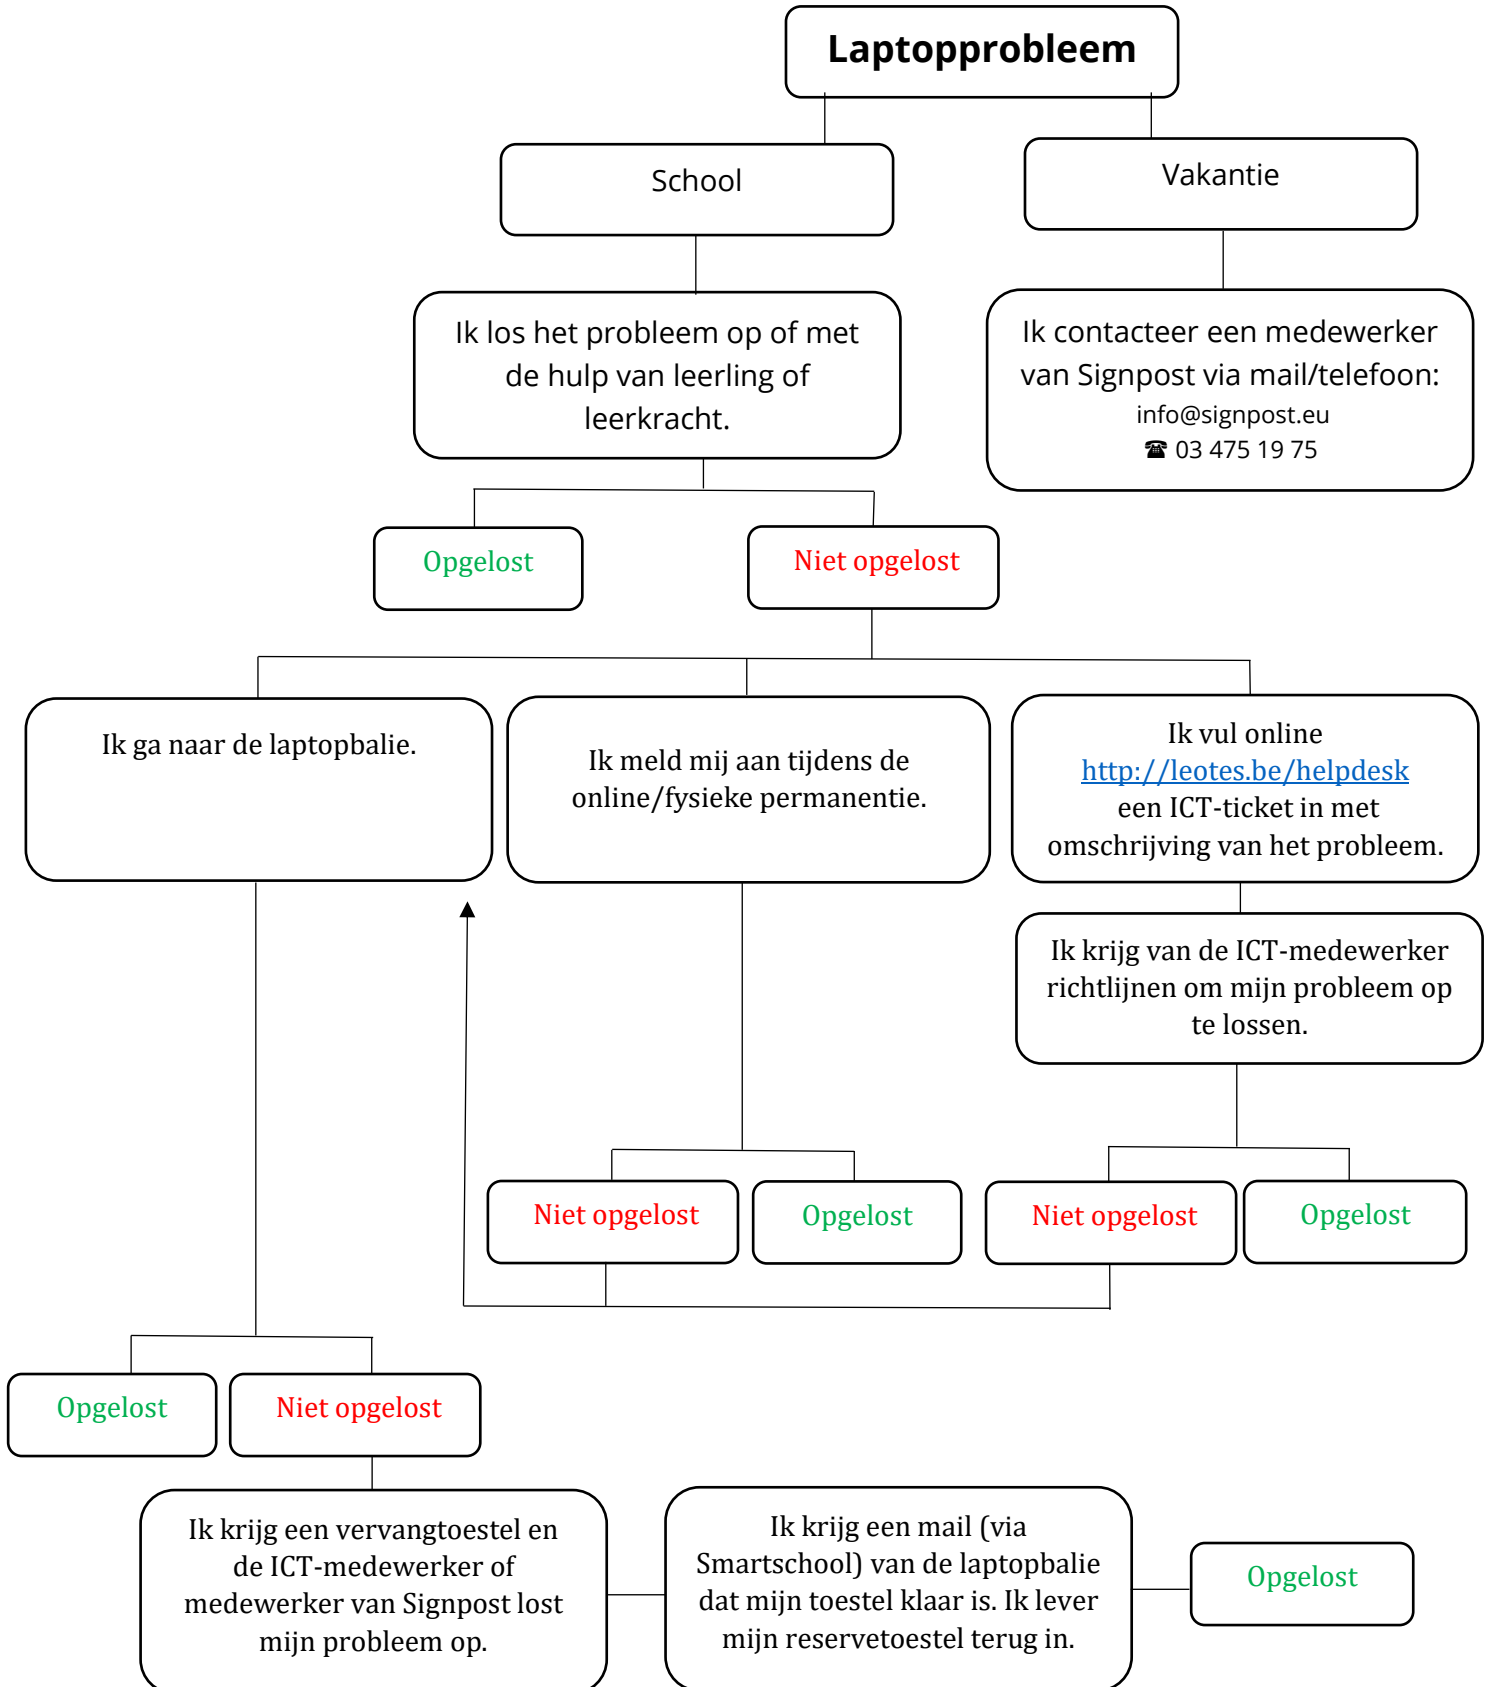 Laptopprobleem
School
Vakantie
Ik los het probleem op of met
de hulp van leerling of
leerkracht.
Ik contacteer een medewerker
van Signpost via mail/telefoon:
info@signpost.eu
☎ 03 475 19 75
Opgelost
Niet opgelost
Ik ga naar de laptopbalie.
Ik meld mij aan tijdens de
online/fysieke permanentie.
Ik vul online
http://leotes.be/helpdesk
een ICT-ticket in met
omschrijving van het probleem.
Ik krijg van de ICT-medewerker
richtlijnen om mijn probleem op
te lossen.
Niet opgelost
Opgelost
Niet opgelost
Opgelost
Opgelost
Niet opgelost
Ik krijg een vervangtoestel en
de ICT-medewerker of
medewerker van Signpost lost
mijn probleem op.
Ik krijg een mail (via
Smartschool) van de laptopbalie
dat mijn toestel klaar is. Ik lever
mijn reservetoestel terug in.
Opgelost